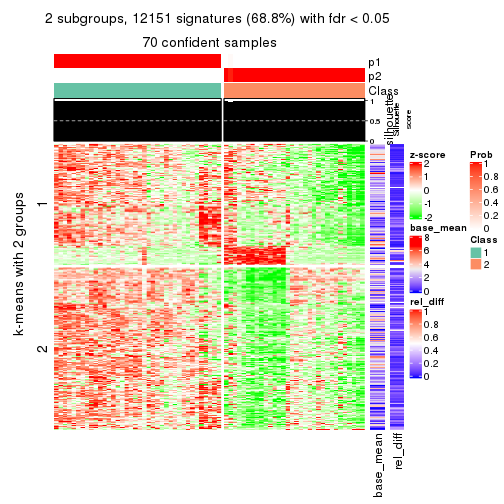 2 subgroups, 12151 signatures (68.8%) with fdr < 0.05
70 confident samples
p1
p2
Class
silhouette
1
0.5
0
Silhouette
score
k-means with 2 groups
1
2
z-score
2
1
0
-1
-2
base_mean
8
6
4
2
0
rel_diff
1
0.8
0.6
0.4
0.2
0
Prob
1
0.8
0.6
0.4
0.2
0
Class
1
2
base_mean
rel_diff